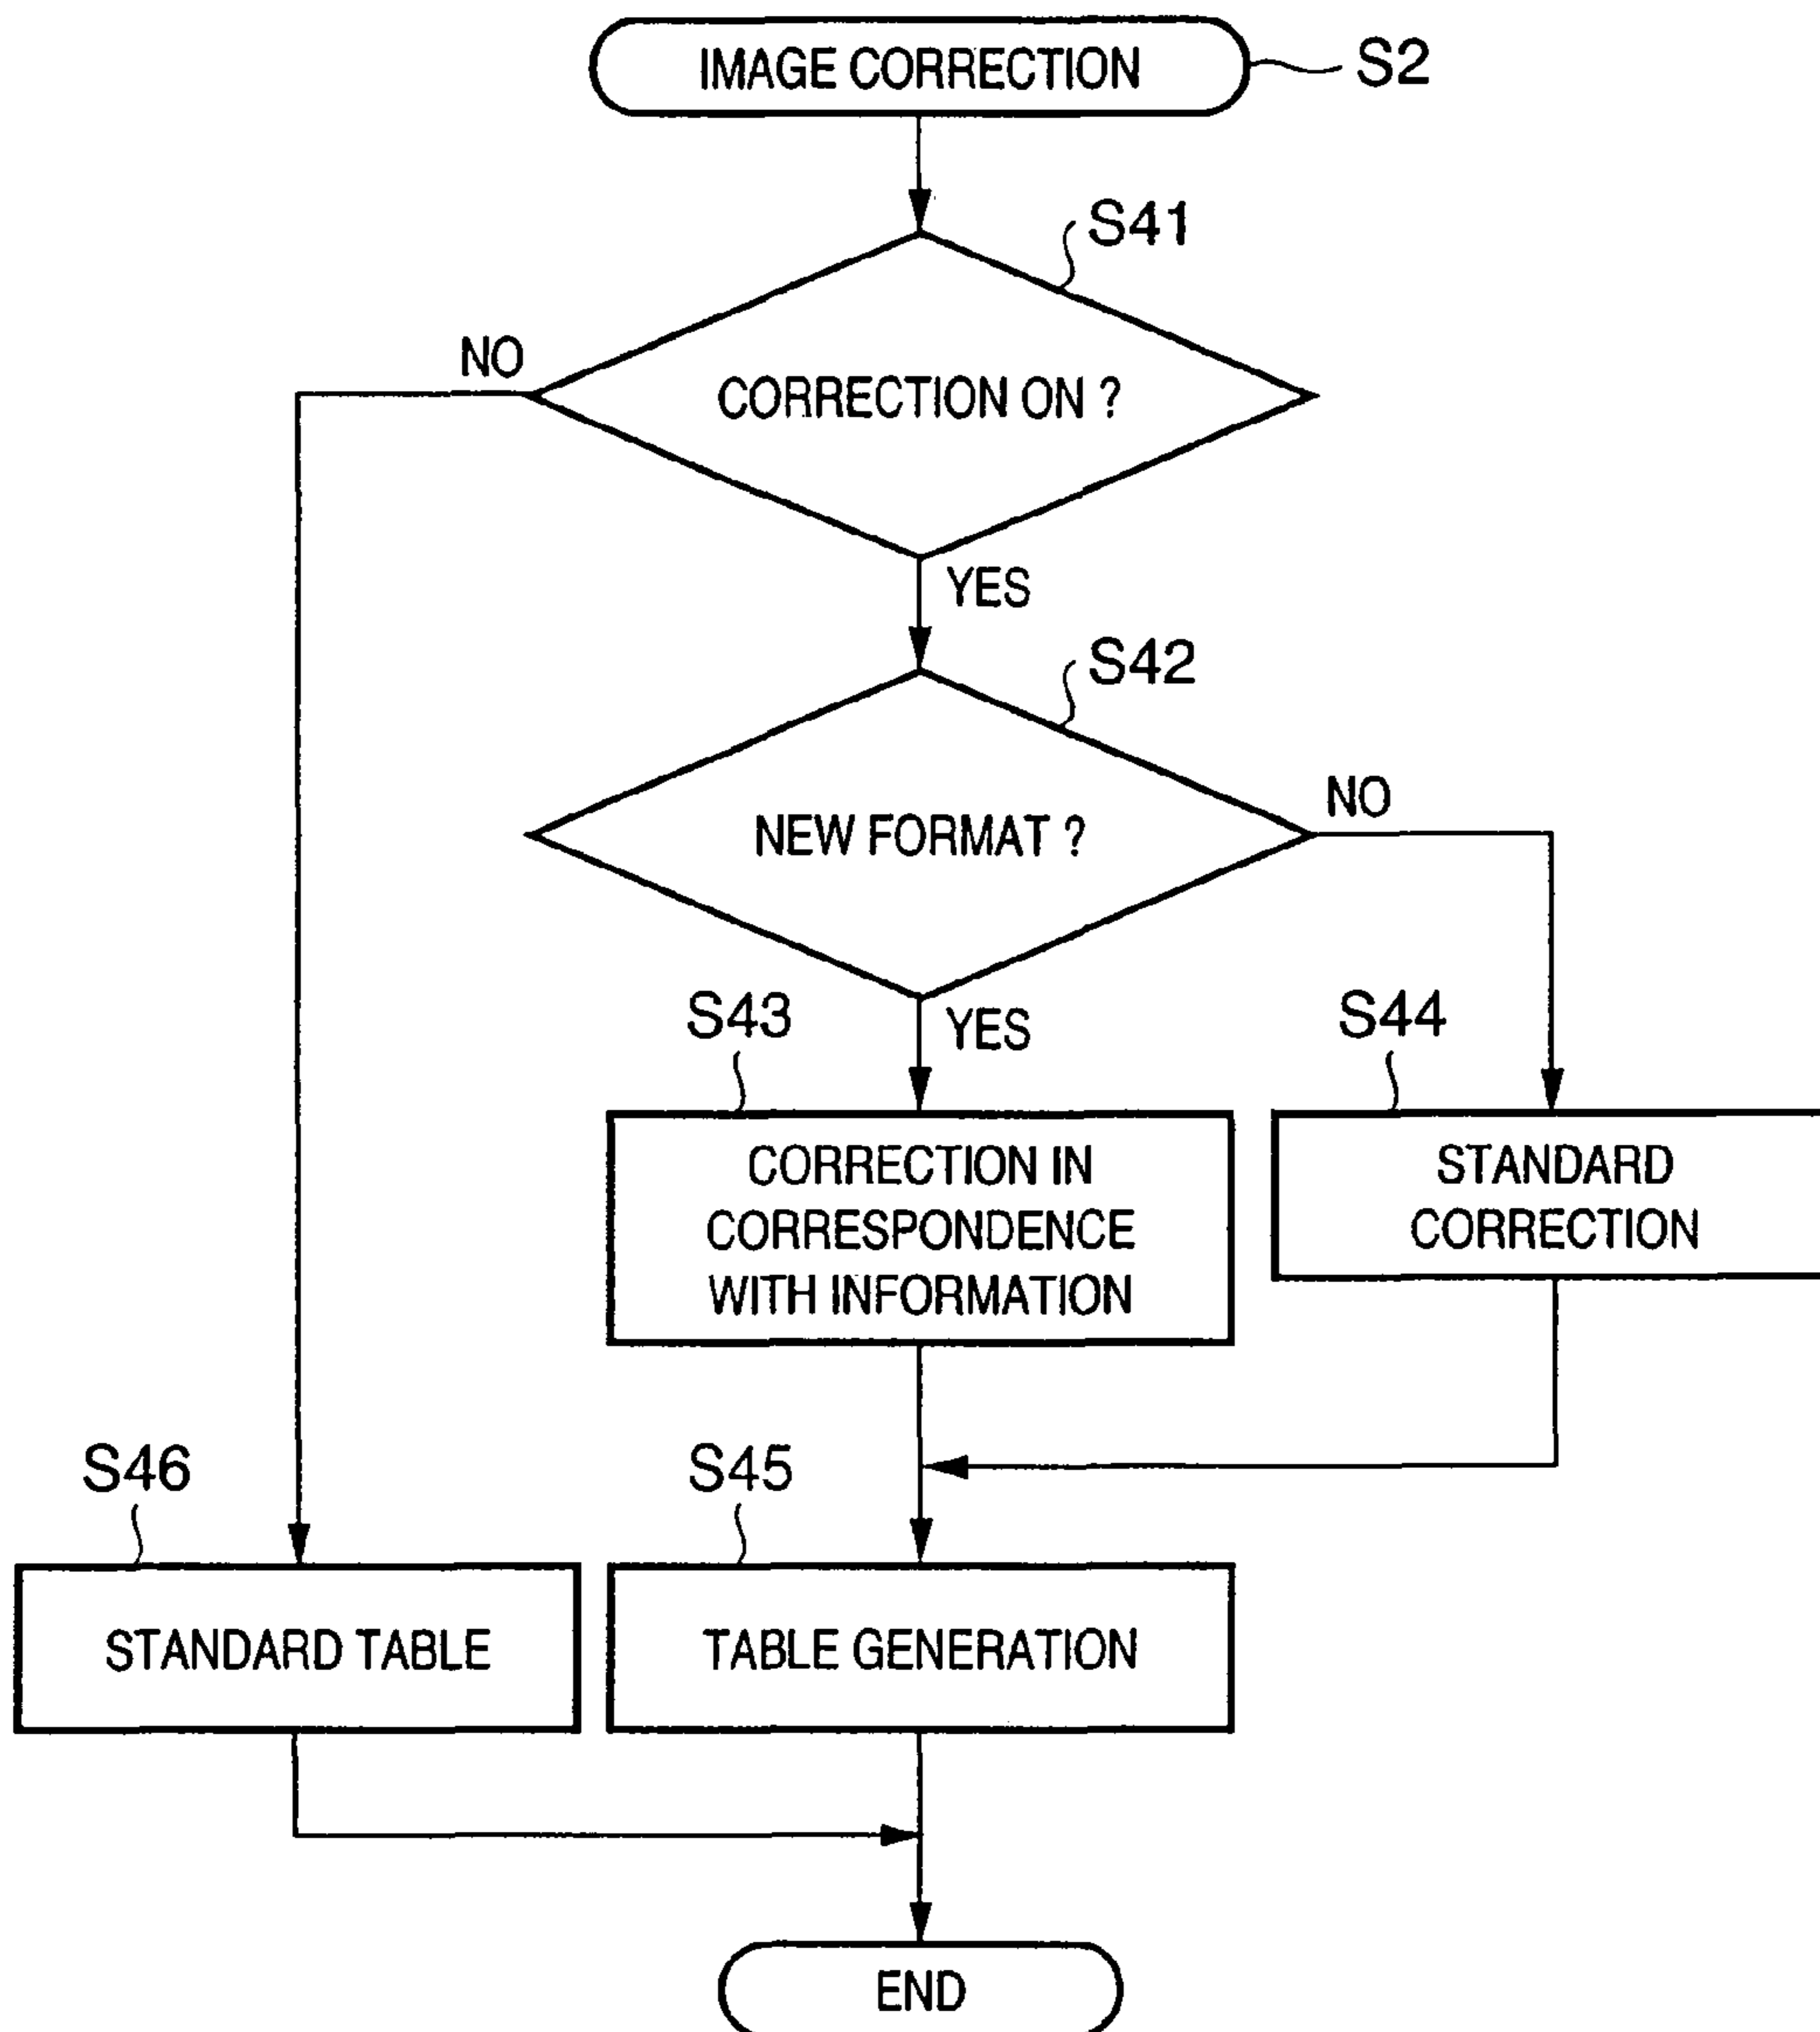 IMAGE CORRECTION
S2
S41
NO
CORRECTION ON ?
YES
S42
NO
NEW FORMAT ?
YES
S43
S44
CORRECTION IN
CORRESPONDENCE
WITH INFORMATION
STANDARD
CORRECTION
S46
S45
STANDARD TABLE
TABLE GENERATION
END